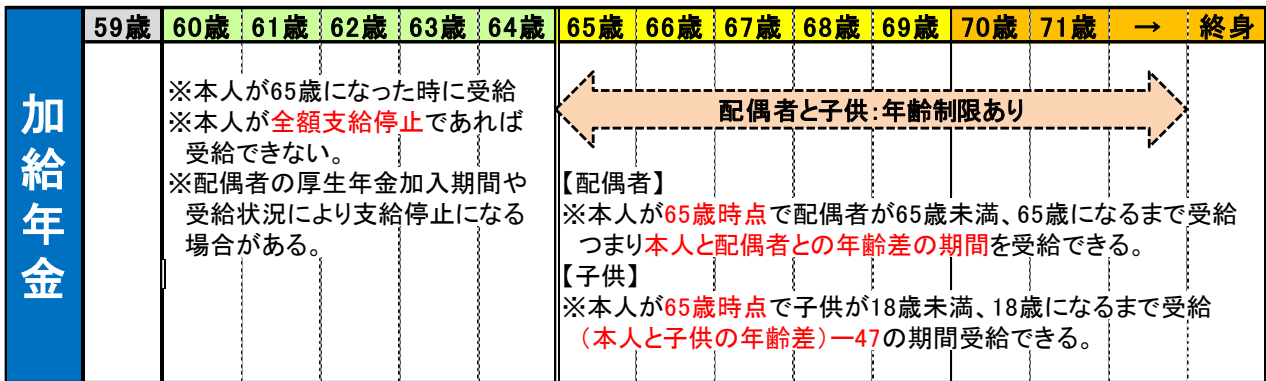 加給年金
59歳 60歳 61歳 62歳 63歳 64歳 65歳 66歳 67歳 68歳 69歳 70歳 71歳 → 終身
※本人が65歳になった時に受給
※本人が全額支給停止であれば
受給できない。
※配偶者の厚生年金加入期間や
受給状況により支給停止になる
場合がある。
配偶者と子供:年齢制限あり
【配偶者】
※本人が65歳時点で配偶者が65歳未満、65歳になるまで受給
つまり本人と配偶者との年齢差の期間を受給できる。
【子供】
※本人が65歳時点で子供が18歳未満、18歳になるまで受給
(本人と子供の年齢差)ー47の期間受給できる。